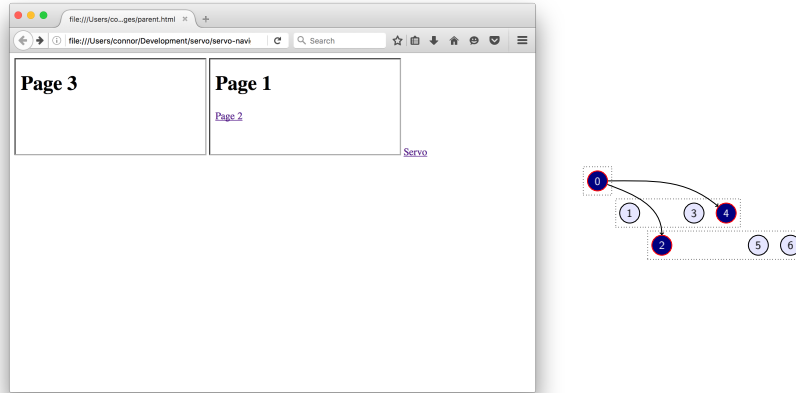 file:///Users/co...ges/parent.html
file:///Users/connor/Development/servo/servo-navi
Search
Page 3
Page 1
Page 2
Servo
0
1 3 4
2 5 6